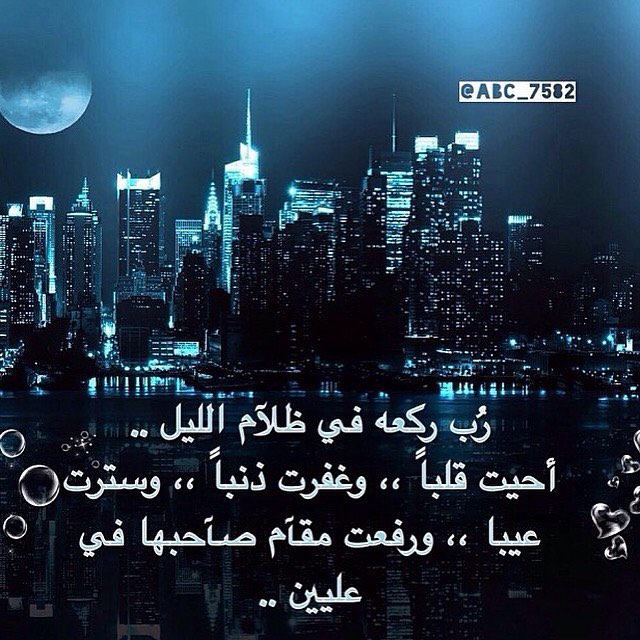 @ABC_7582
رُب ركعه في ظلآم الليل ..
أحيت قلباً ،، وغفرت ذنباً ،، وسترت
عيبا ،، ورفعت مقآم صآحبها في
عليين ..